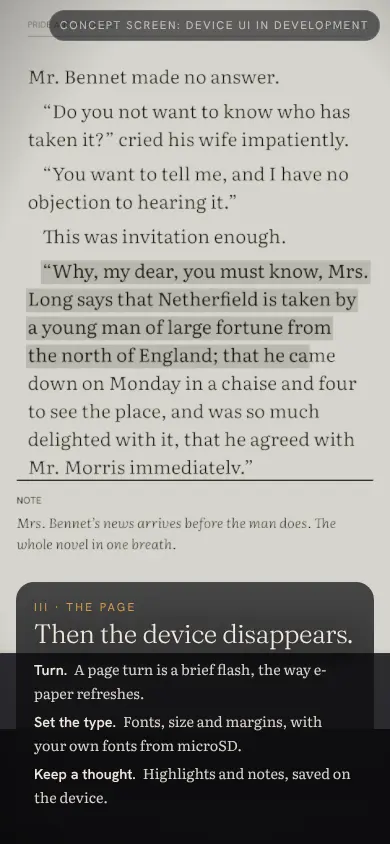 PRIDE
CONCEPT SCREEN: DEVICE UI IN DEVELOPMENT
Mr. Bennet made no answer.
“Do you not want to know who has
taken it?” cried his wife impatiently.
“You want to tell me, and I have no
objection to hearing it.”
This was invitation enough.
“Why, my dear, you must know, Mrs.
Long says that Netherfield is taken by
a young man of large fortune from
the north of England; that he came
down on Monday in a chaise and four
to see the place, and was so much
delighted with it, that he agreed with
Mr. Morris immediately.”
NOTE
Mrs. Bennet’s news arrives before the man does. The
whole novel in one breath.
III · THE PAGE
Then the device disappears.
Turn. A page turn is a brief flash, the way e-
paper refreshes.
Set the type. Fonts, size and margins, with
your own fonts from microSD.
Keep a thought. Highlights and notes, saved on
the device.